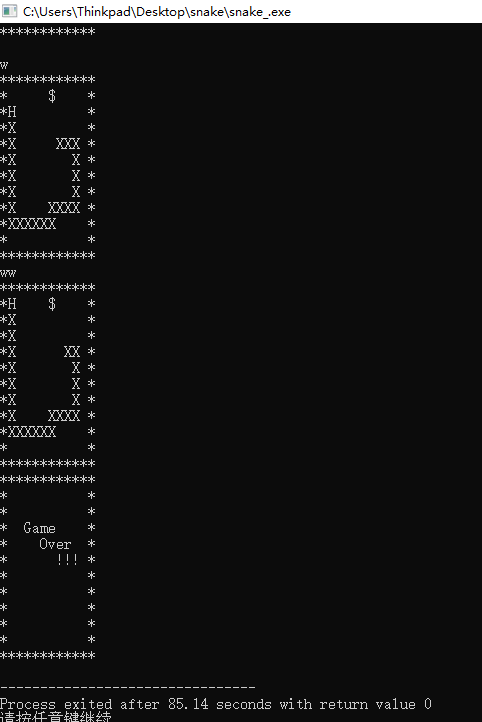 C:\Users\Thinkpad\Desktop\snake\snake_.exe
************
w
************
*     $    *
*H         *
*X         *
*X     XXX *
*X       X *
*X       X *
*X       X *
*X    XXXX *
*XXXXXX    *
*          *
************
ww
************
*H    $    *
*X         *
*X         *
*X      XX *
*X       X *
*X       X *
*X       X *
*X    XXXX *
*XXXXXX    *
*          *
************
************
*          *
*          *
*  Game    *
*    Over  *
*      !!! *
*          *
*          *
*          *
*          *
*          *
************
--------------------------------
Process exited after 85.14 seconds with return value 0
请按任意键继续